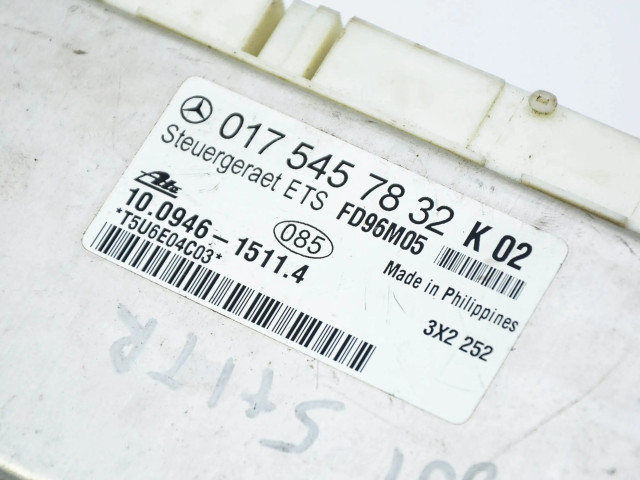 017 545 78 32 K 02
Steuergeraet ETS FD96M05
Ate
10.0946-1511.4 085
*T5U6E04C03* Made in Philippines
3X2 252